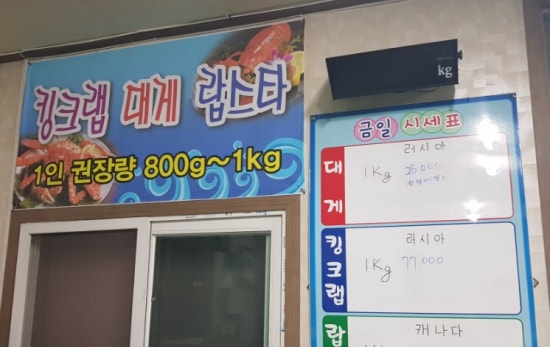 킹크랩 대게 랍스타
1인 권장량 800g~1kg
kg
금일 시세표
대게
러시아
1Kg 25,000
킹크랩
러시아
1Kg 77,000
랍
캐나다